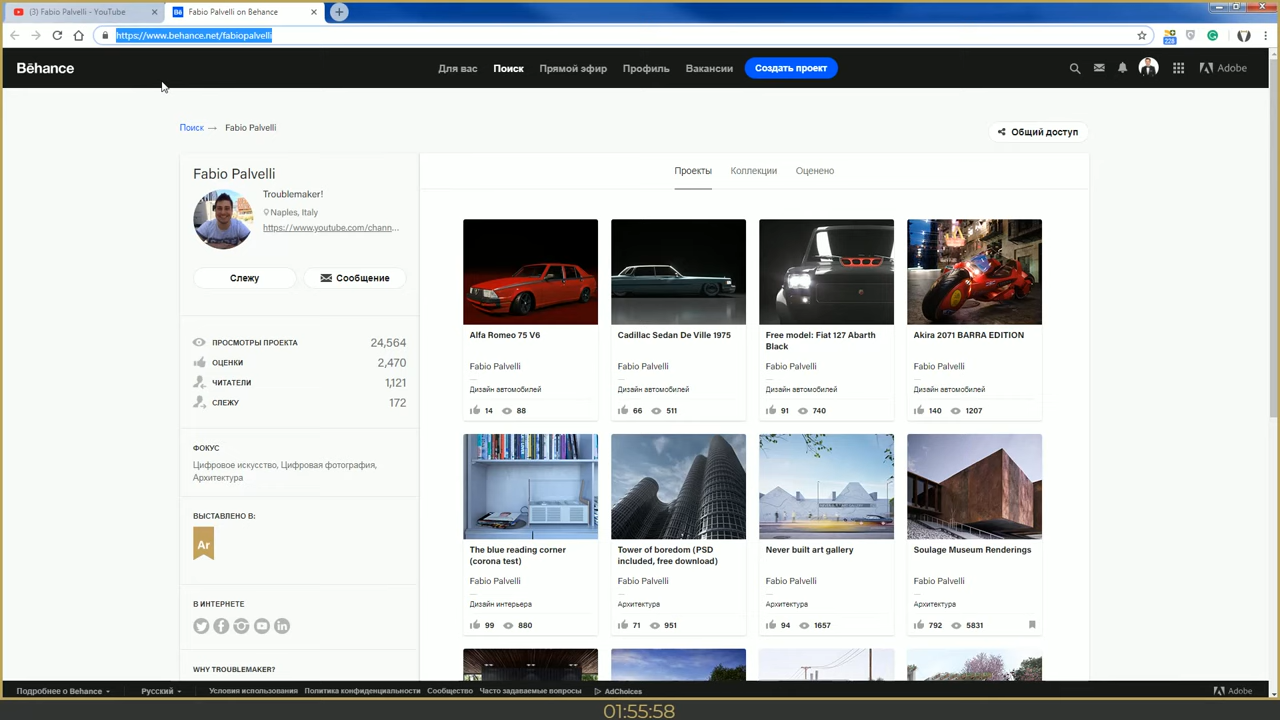 (3) Fabio Palvelli - YouTube
Bē Fabio Palvelli on Behance
https://www.behance.net/fabiopalvelli
228
Bēhance
Для вас
Поиск
Прямой эфир
Профиль
Вакансии
Создать проект
Adobe
Поиск → Fabio Palvelli
Общий доступ
Fabio Palvelli
Troublemaker!
Naples, Italy
https://www.youtube.com/chann...
Слежу
Сообщение
ПРОСМОТРЫ ПРОЕКТА 24,564
ОЦЕНКИ 2,470
ЧИТАТЕЛИ 1,121
СЛЕЖУ 172
ФОКУС
Цифровое искусство, Цифровая фотография,
Архитектура
ВЫСТАВЛЕНО В:
Ar
В ИНТЕРНЕТЕ
WHY TROUBLEMAKER?
Проекты
Коллекции
Оценено
Alfa Romeo 75 V6
Fabio Palvelli
Дизайн автомобилей
14 88
Cadillac Sedan De Ville 1975
Fabio Palvelli
Дизайн автомобилей
66 511
Free model: Fiat 127 Abarth
Black
Fabio Palvelli
Дизайн автомобилей
91 740
Akira 2071 BARRA EDITION
Fabio Palvelli
Дизайн автомобилей
140 1207
The blue reading corner
(corona test)
Fabio Palvelli
Дизайн интерьера
99 880
Tower of boredom (PSD
included, free download)
Fabio Palvelli
Архитектура
71 951
Never built art gallery
Fabio Palvelli
Архитектура
94 1657
Soulage Museum Renderings
Fabio Palvelli
Архитектура
792 5831
Подробнее о Behance
Русский
Условия использования
Политика конфиденциальности
Сообщество
Часто задаваемые вопросы
AdChoices
Adobe
01:55:58